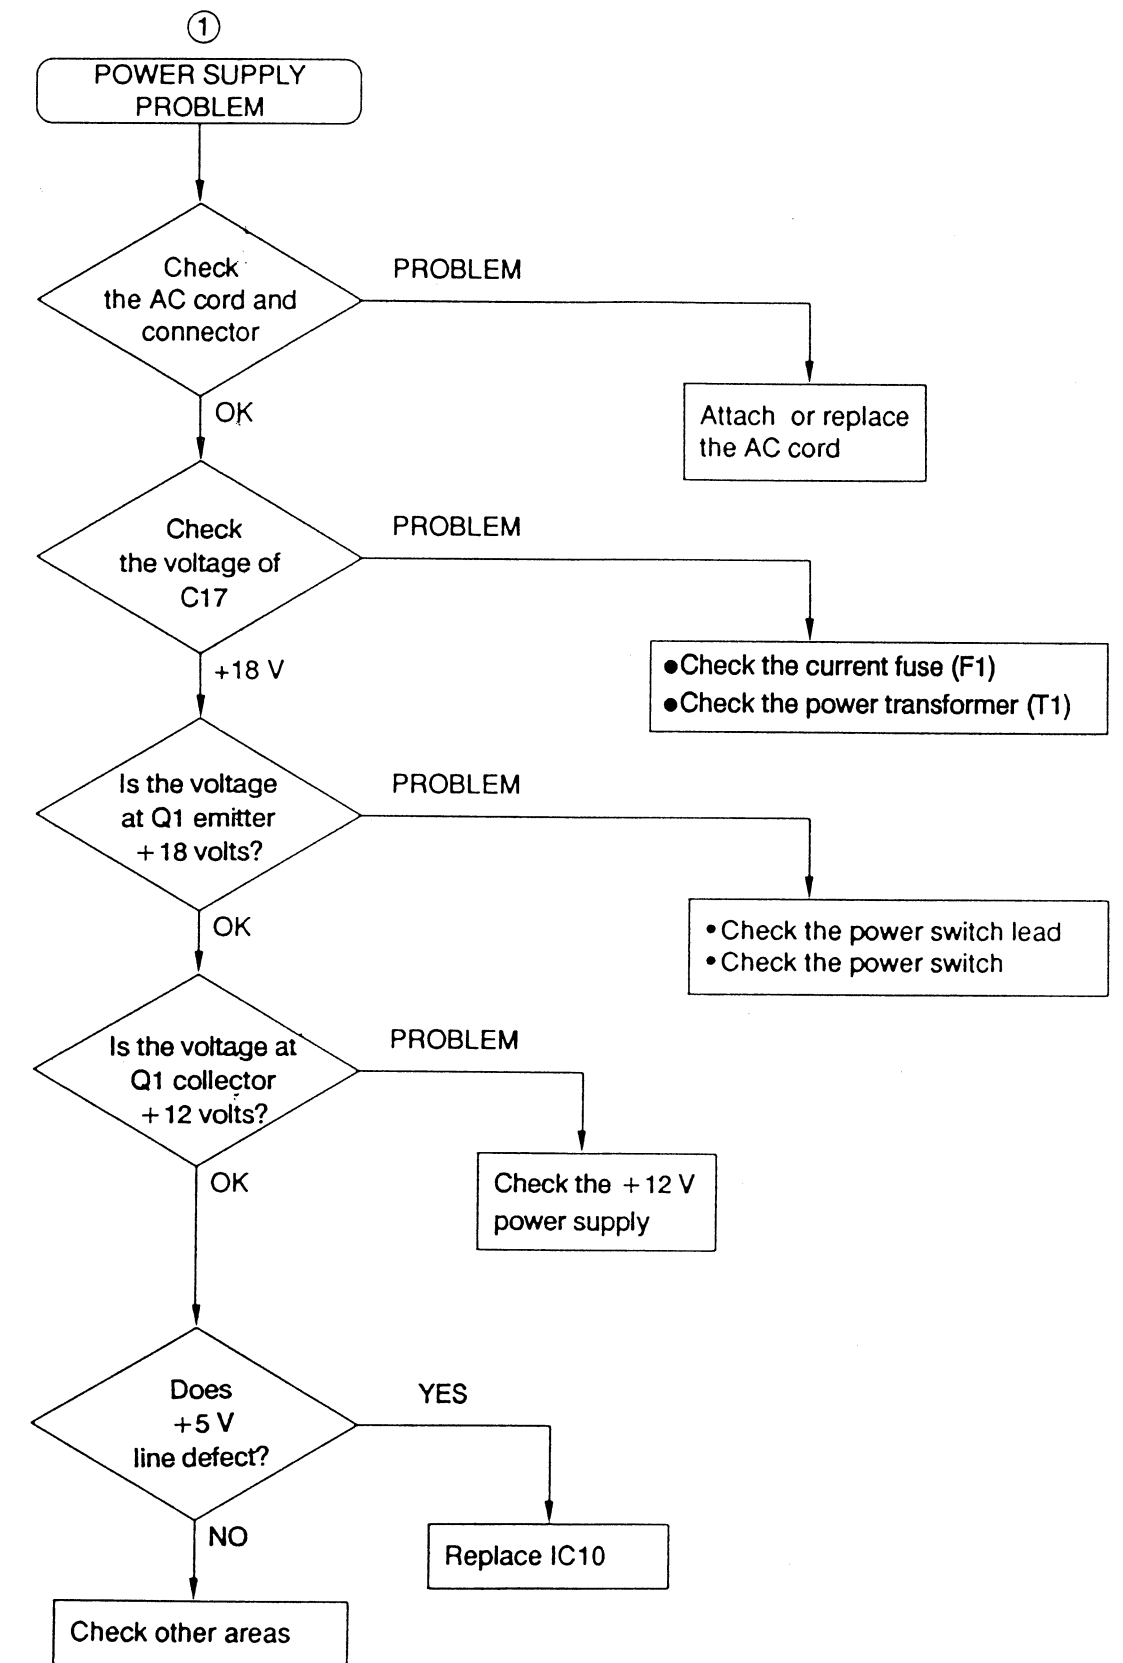 1
POWER SUPPLY
PROBLEM
Check
the AC cord and
connector
PROBLEM
Attach or replace
the AC cord
OK
Check
the voltage of
C17
PROBLEM
●Check the current fuse (F1)
●Check the power transformer (T1)
+18 V
Is the voltage
at Q1 emitter
+18 volts?
PROBLEM
•Check the power switch lead
•Check the power switch
OK
Is the voltage at
Q1 collector
+12 volts?
PROBLEM
Check the +12 V
power supply
OK
Does
+5 V
line defect?
YES
Replace IC10
NO
Check other areas